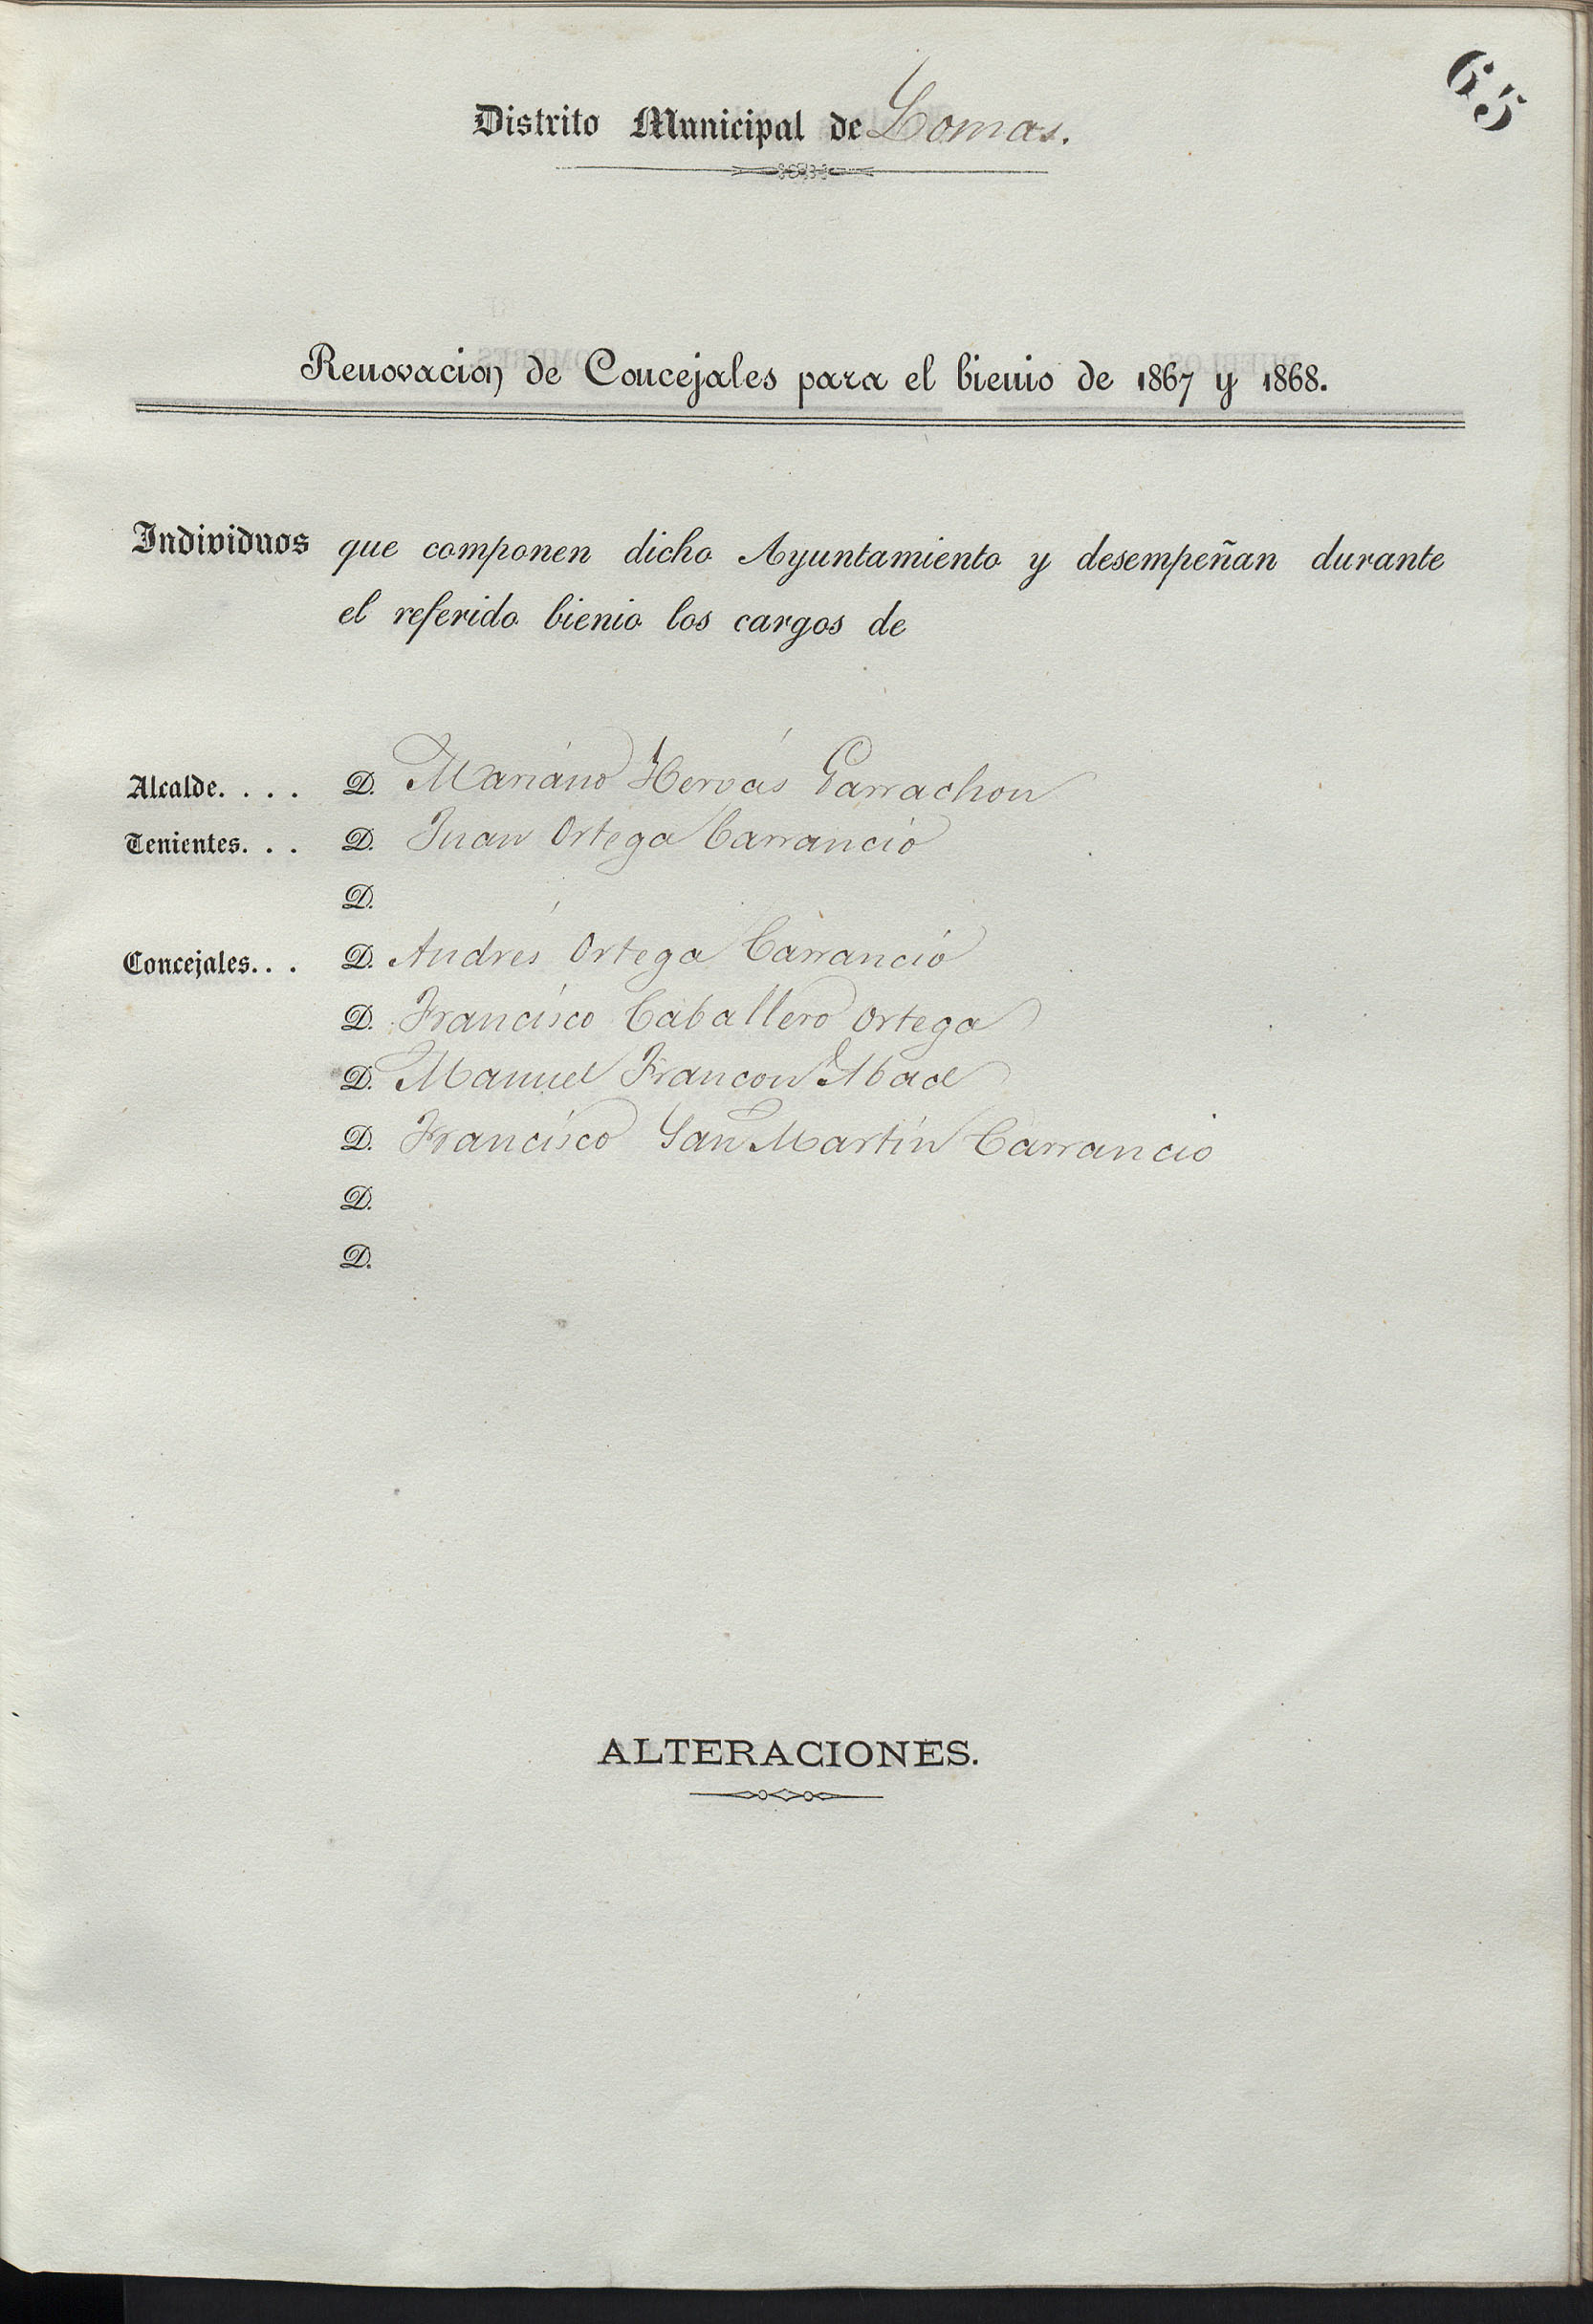 65
Distrito Municipal de Lomas.
Renovacion de Concejales para el bienio de 1867 y 1868.
Individuos que componen dicho Ayuntamiento y desempeñan durante
el referido bienio los cargos de
Alcalde. . . . D. Mariano Hervás Garrachon
Tenientes. . . D. Juan Ortega Carrancio
D.
Concejales. . . D. Andrés Ortega Carrancio
D. Francisco Caballero Ortega
D. Manuel Francon Abad
D. Francisco San Martin Carrancio
D.
D.
ALTERACIONES.